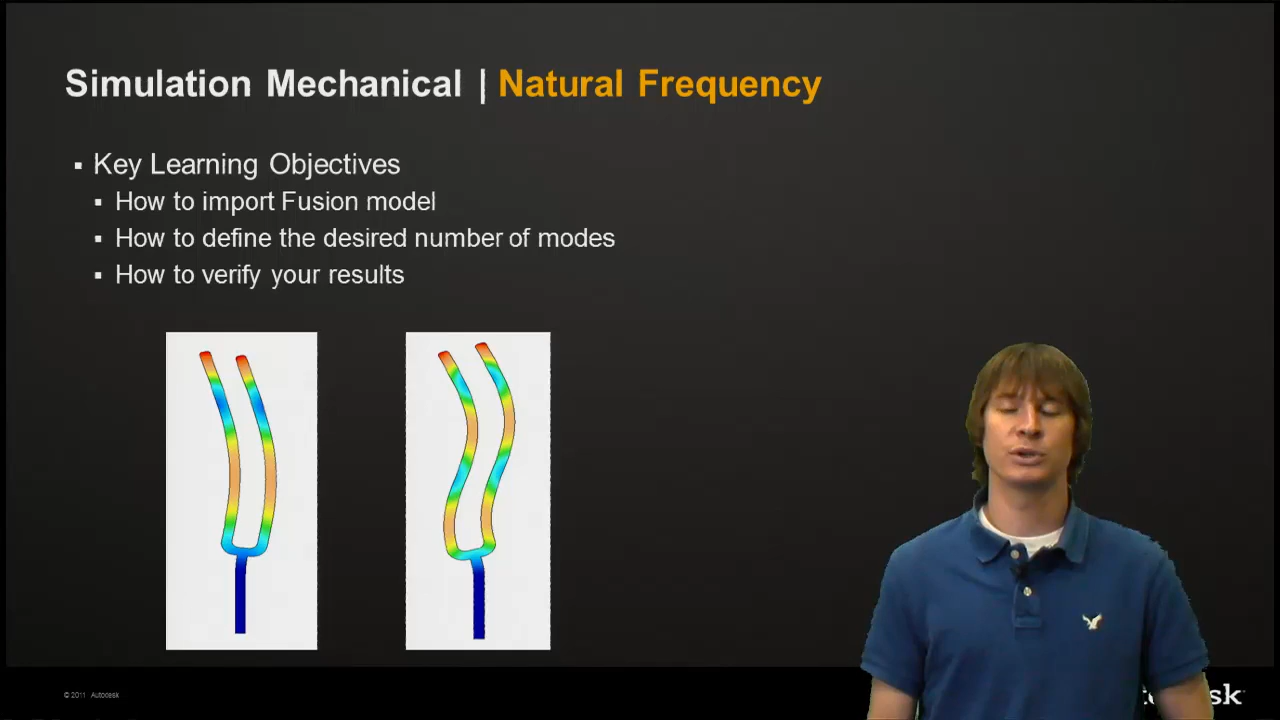 Simulation Mechanical | Natural Frequency
▪ Key Learning Objectives
▪ How to import Fusion model
▪ How to define the desired number of modes
▪ How to verify your results
© 2011 Autodesk